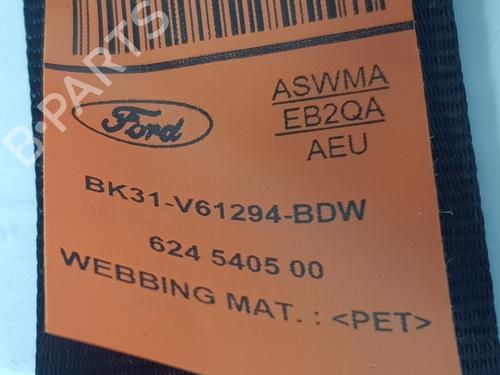 ASWMA
EB2QA
AEU
Ford
BK31-V61294-BDW
624 5405 00
WEBBING MAT. : <PET>
B-PARTS